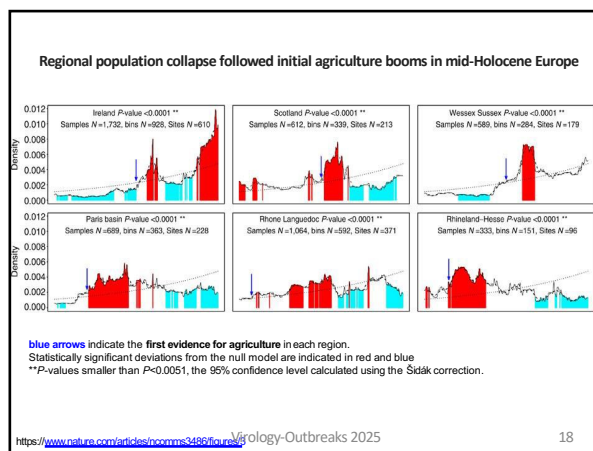 Regional population collapse followed initial agriculture booms in mid-Holocene Europe
Ireland P-value <0.0001 **
Samples N =1,732, bins N =928, Sites N =610
Scotland P-value <0.0001 **
Samples N =612, bins N =339, Sites N =213
Wessex Sussex P-value <0.0001 **
Samples N =589, bins N =284, Sites N =179
Density
0.012
0.010
0.008
0.006
0.004
0.002
0.000
Paris basin P-value <0.0001 **
Samples N =689, bins N =363, Sites N =228
Rhone Languedoc P-value <0.0001 **
Samples N =1,064, bins N =592, Sites N =371
Rhineland–Hesse P-value <0.0001 **
Samples N =333, bins N =151, Sites N =96
Density
0.012
0.010
0.008
0.006
0.004
0.002
0.000
blue arrows indicate the first evidence for agriculture in each region.
Statistically significant deviations from the null model are indicated in red and blue
**P-values smaller than P<0.0051, the 95% confidence level calculated using the Šidák correction.
https://www.nature.com/articles/ncomms3486/figures/3
Virology-Outbreaks 2025
18